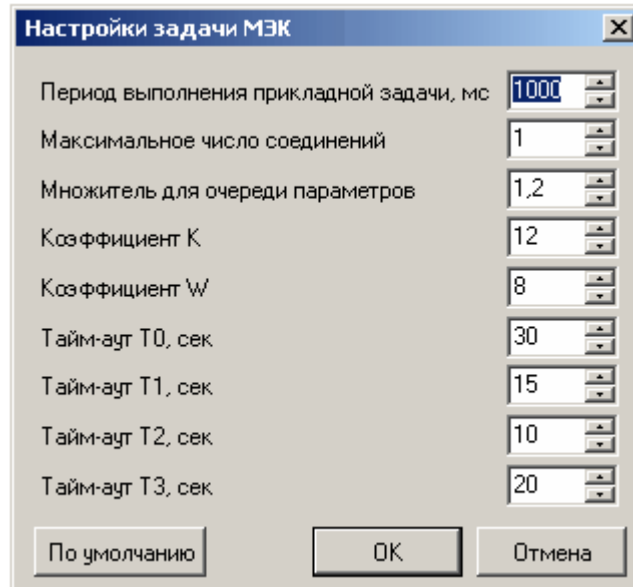 Настройки задачи МЭК
Период выполнения прикладной задачи, мс 1000
Максимальное число соединений 1
Множитель для очереди параметров 1,2
Коэффициент K 12
Коэффициент W 8
Тайм-аут T0, сек 30
Тайм-аут T1, сек 15
Тайм-аут T2, сек 10
Тайм-аут T3, сек 20
По умолчанию OK Отмена